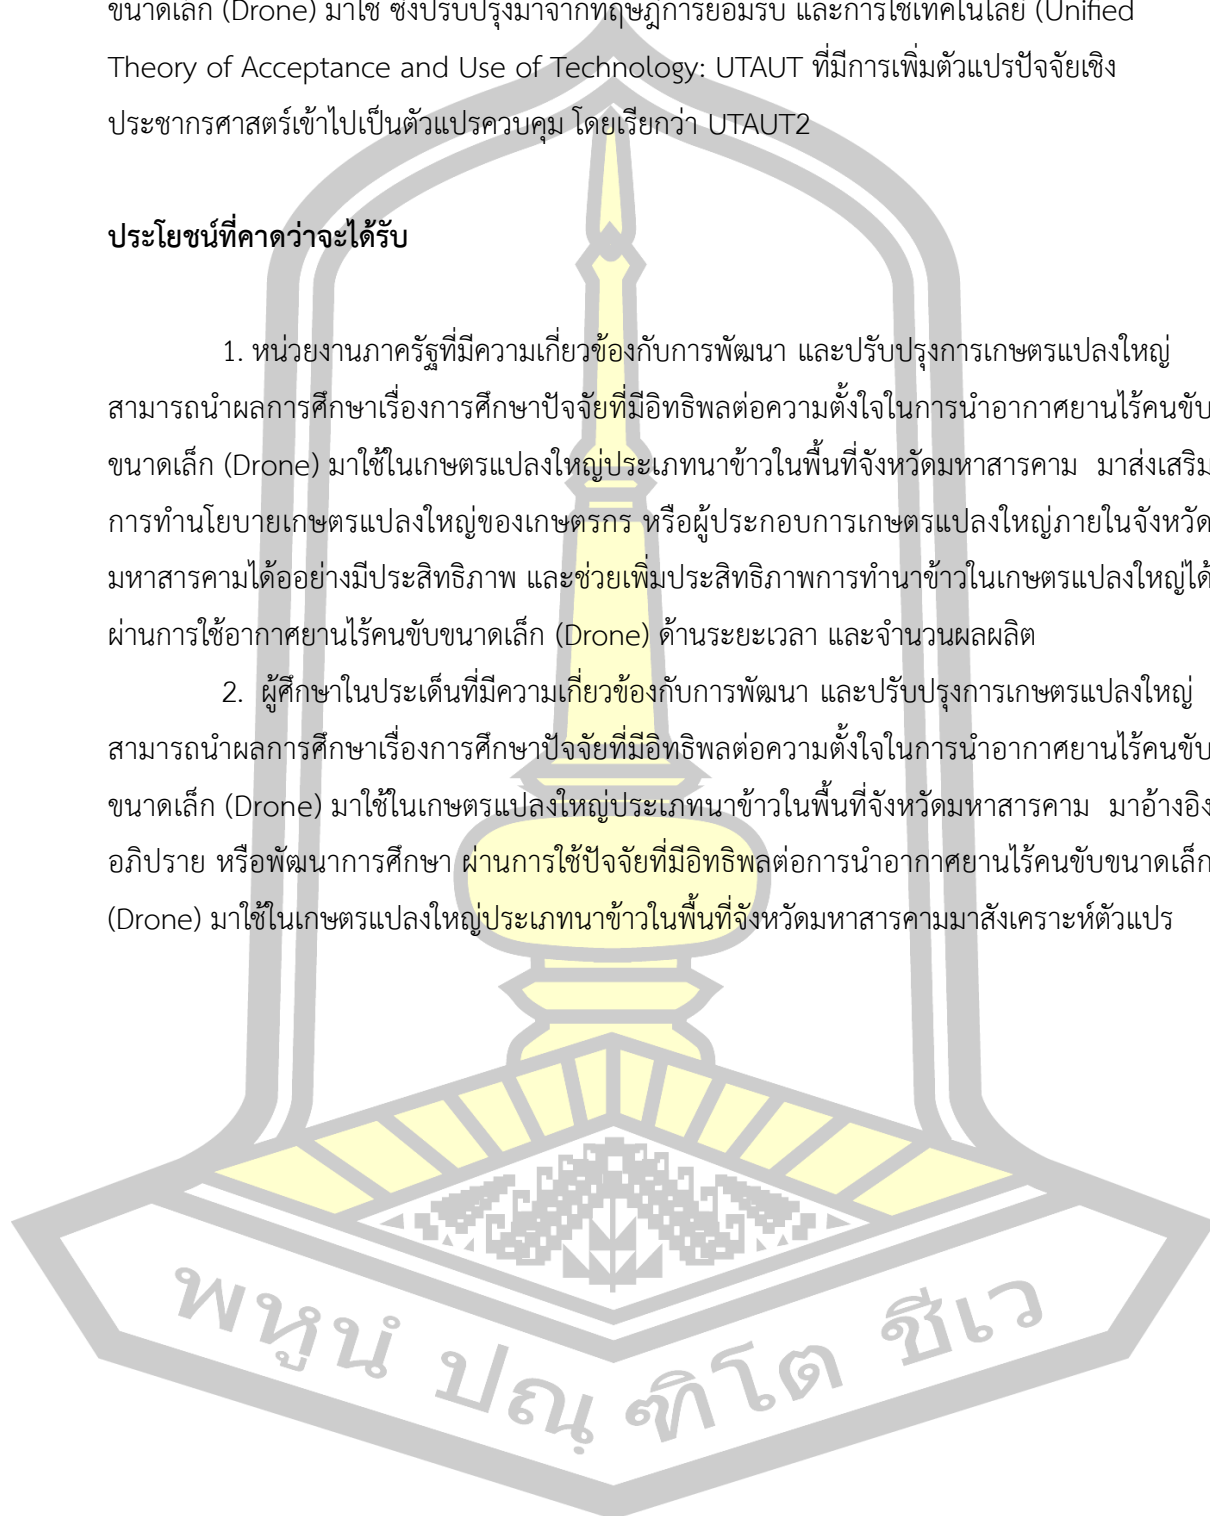 ขนาดเล็ก (Drone) มาใช้ ซึ่งปรับปรุงมาจากทฤษฎีการยอมรับ และการใช้เทคโนโลยี (Unified
Theory of Acceptance and Use of Technology: UTAUT ที่มีการเพิ่มตัวแปรปัจจัยเชิง
ประชากรศาสตร์เข้าไปเป็นตัวแปรควบคุม โดยเรียกว่า UTAUT2
ประโยชน์ที่คาดว่าจะได้รับ
1. หน่วยงานภาครัฐที่มีความเกี่ยวข้องกับการพัฒนา และปรับปรุงการเกษตรแปลงใหญ่
สามารถนำผลการศึกษาเรื่องการศึกษาปัจจัยที่มีอิทธิพลต่อความตั้งใจในการนำอากาศยานไร้คนขับ
ขนาดเล็ก (Drone) มาใช้ในเกษตรแปลงใหญ่ประเภทนาข้าวในพื้นที่จังหวัดมหาสารคาม มาส่งเสริม
การทำนโยบายเกษตรแปลงใหญ่ของเกษตรกร หรือผู้ประกอบการเกษตรแปลงใหญ่ภายในจังหวัด
มหาสารคามได้ออย่างมีประสิทธิภาพ และช่วยเพิ่มประสิทธิภาพการทำนาข้าวในเกษตรแปลงใหญ่ได้
ผ่านการใช้อากาศยานไร้คนขับขนาดเล็ก (Drone) ด้านระยะเวลา และจำนวนผลผลิต
2. ผู้ศึกษาในประเด็นที่มีความเกี่ยวข้องกับการพัฒนา และปรับปรุงการเกษตรแปลงใหญ่
สามารถนำผลการศึกษาเรื่องการศึกษาปัจจัยที่มีอิทธิพลต่อความตั้งใจในการนำอากาศยานไร้คนขับ
ขนาดเล็ก (Drone) มาใช้ในเกษตรแปลงใหญ่ประเภทนาข้าวในพื้นที่จังหวัดมหาสารคาม มาอ้างอิง
อภิปราย หรือพัฒนาการศึกษา ผ่านการใช้ปัจจัยที่มีอิทธิพลต่อการนำอากาศยานไร้คนขับขนาดเล็ก
(Drone) มาใช้ในเกษตรแปลงใหญ่ประเภทนาข้าวในพื้นที่จังหวัดมหาสารคามมาสังเคราะห์ตัวแปร
พหูนํ ปณฺ ฑิโต ชีเว